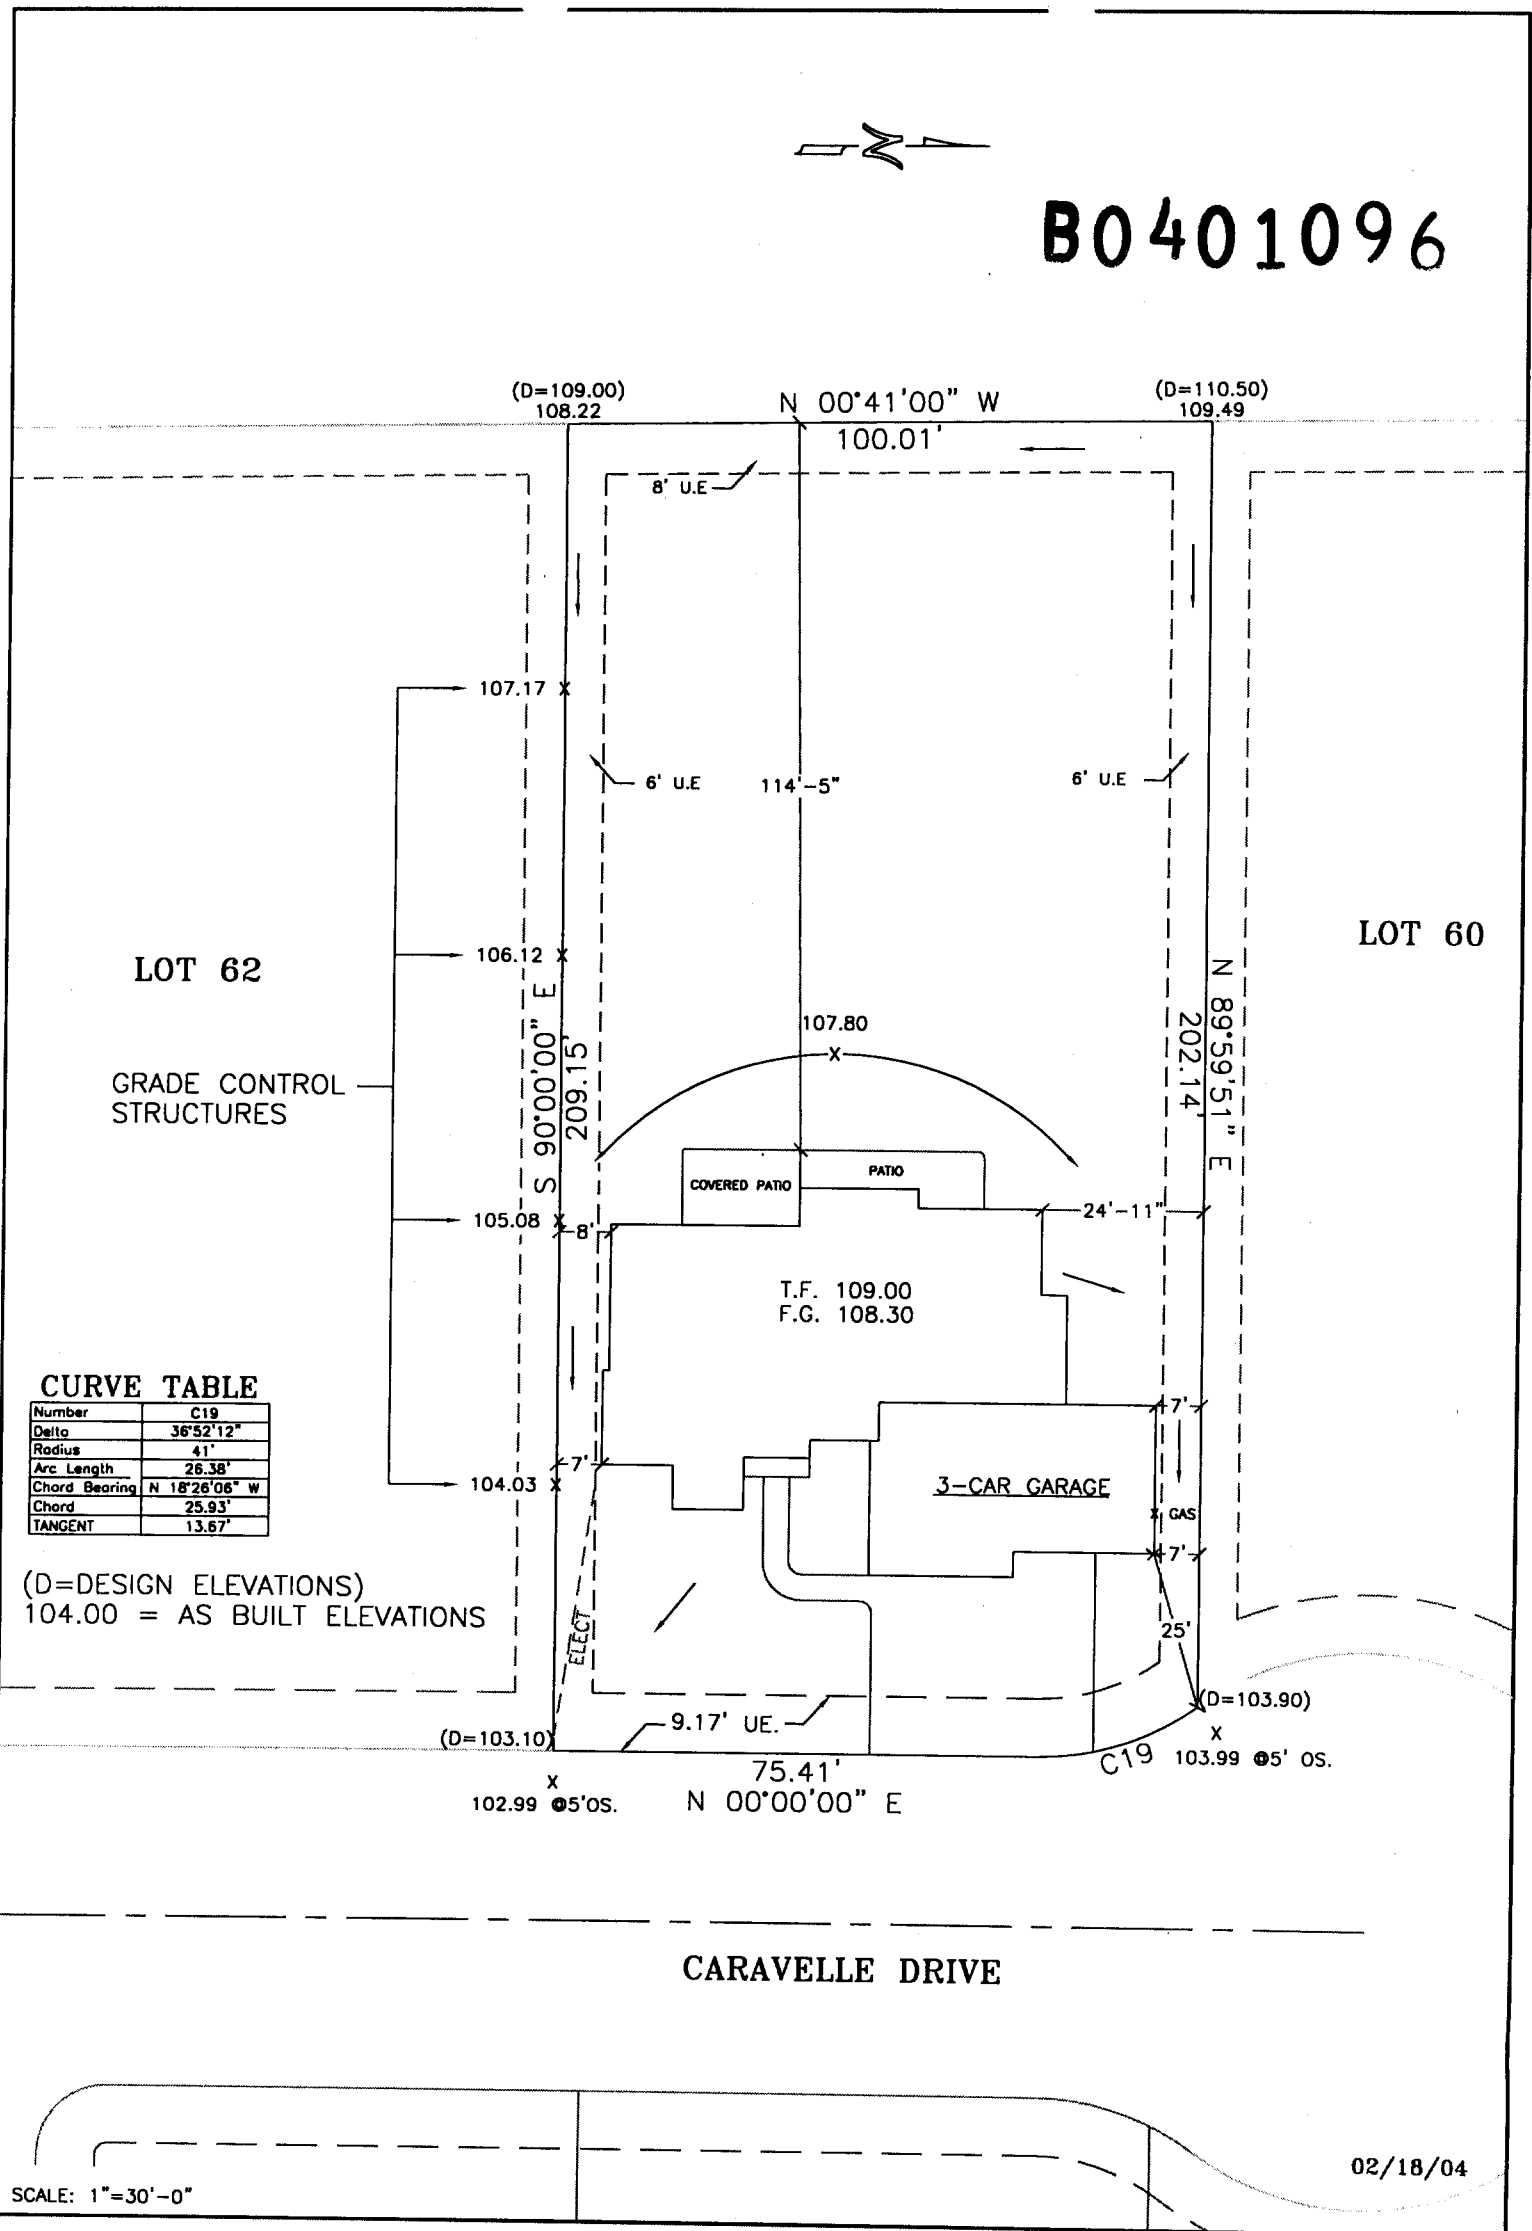 N
B0401096
(D=109.00)
108.22
N 00°41'00" W
100.01'
(D=110.50)
109.49
8' U.E
107.17
6' U.E
114'-5"
6' U.E
LOT 62
106.12
LOT 60
S 90°00'00" E
209.15'
N 89°59'51" E
202.14'
107.80
GRADE CONTROL
STRUCTURES
COVERED PATIO
PATIO
105.08
8'
24'-11"
T.F. 109.00
F.G. 108.30
CURVE TABLE
Number C19
Delta 36°52'12"
Radius 41'
Arc Length 26.38'
Chord Bearing N 18°26'06" W
Chord 25.93'
TANGENT 13.67'
7'
7'
104.03
3-CAR GARAGE
GAS
7'
(D=DESIGN ELEVATIONS)
104.00 = AS BUILT ELEVATIONS
ELECT
25'
(D=103.90)
9.17' UE.
(D=103.10)
C19
103.99 @5' OS.
75.41'
N 00°00'00" E
102.99 @5'OS.
CARAVELLE DRIVE
02/18/04
SCALE: 1"=30'-0"